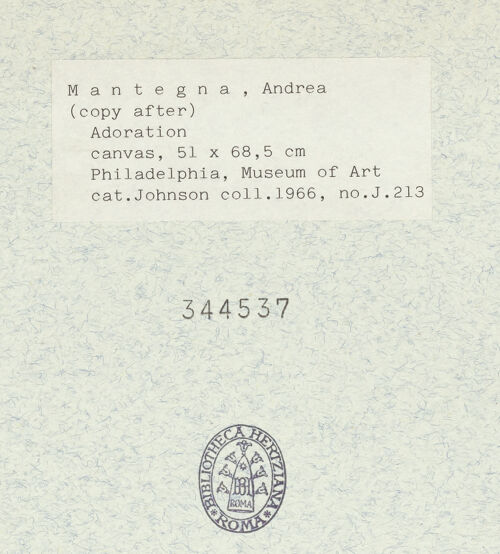 M a n t e g n a , Andrea
(copy after)
Adoration
canvas, 51 x 68,5 cm
Philadelphia, Museum of Art
cat.Johnson coll.1966, no.J.213
344537
BIBLIOTHECA HERTZIANA
ROMA
ROMA